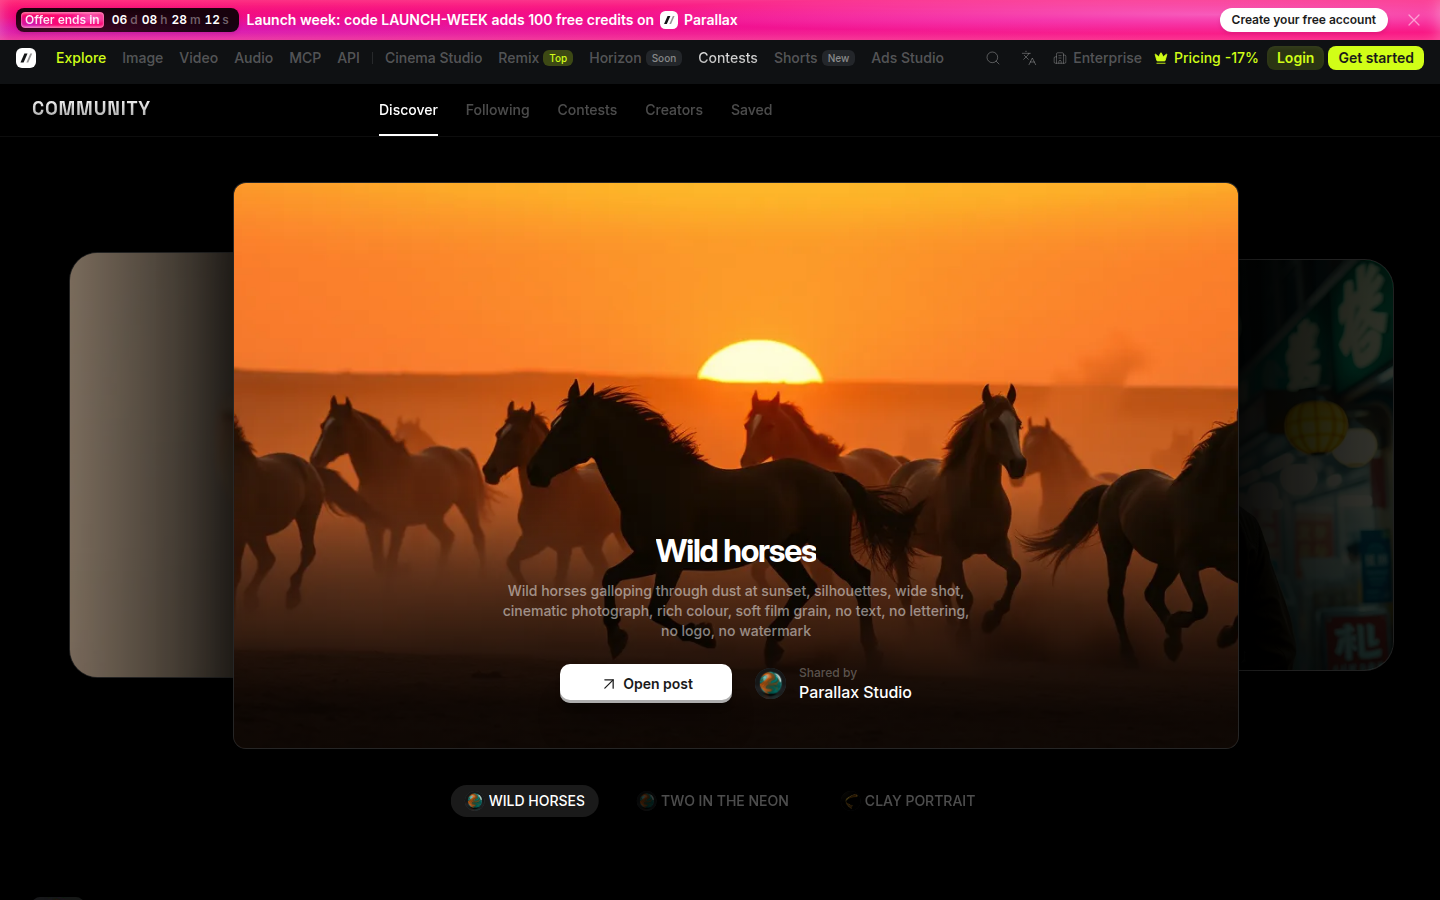 Offer ends in 06 d 08 h 28 m 12 s Launch week: code LAUNCH-WEEK adds 100 free credits on Parallax Create your free account
Explore Image Video Audio MCP API Cinema Studio Remix Top Horizon Soon Contests Shorts New Ads Studio Enterprise Pricing -17% Login Get started
COMMUNITY Discover Following Contests Creators Saved
Wild horses
Wild horses galloping through dust at sunset, silhouettes, wide shot,
cinematic photograph, rich colour, soft film grain, no text, no lettering,
no logo, no watermark
Open post
Shared by
Parallax Studio
WILD HORSES TWO IN THE NEON CLAY PORTRAIT